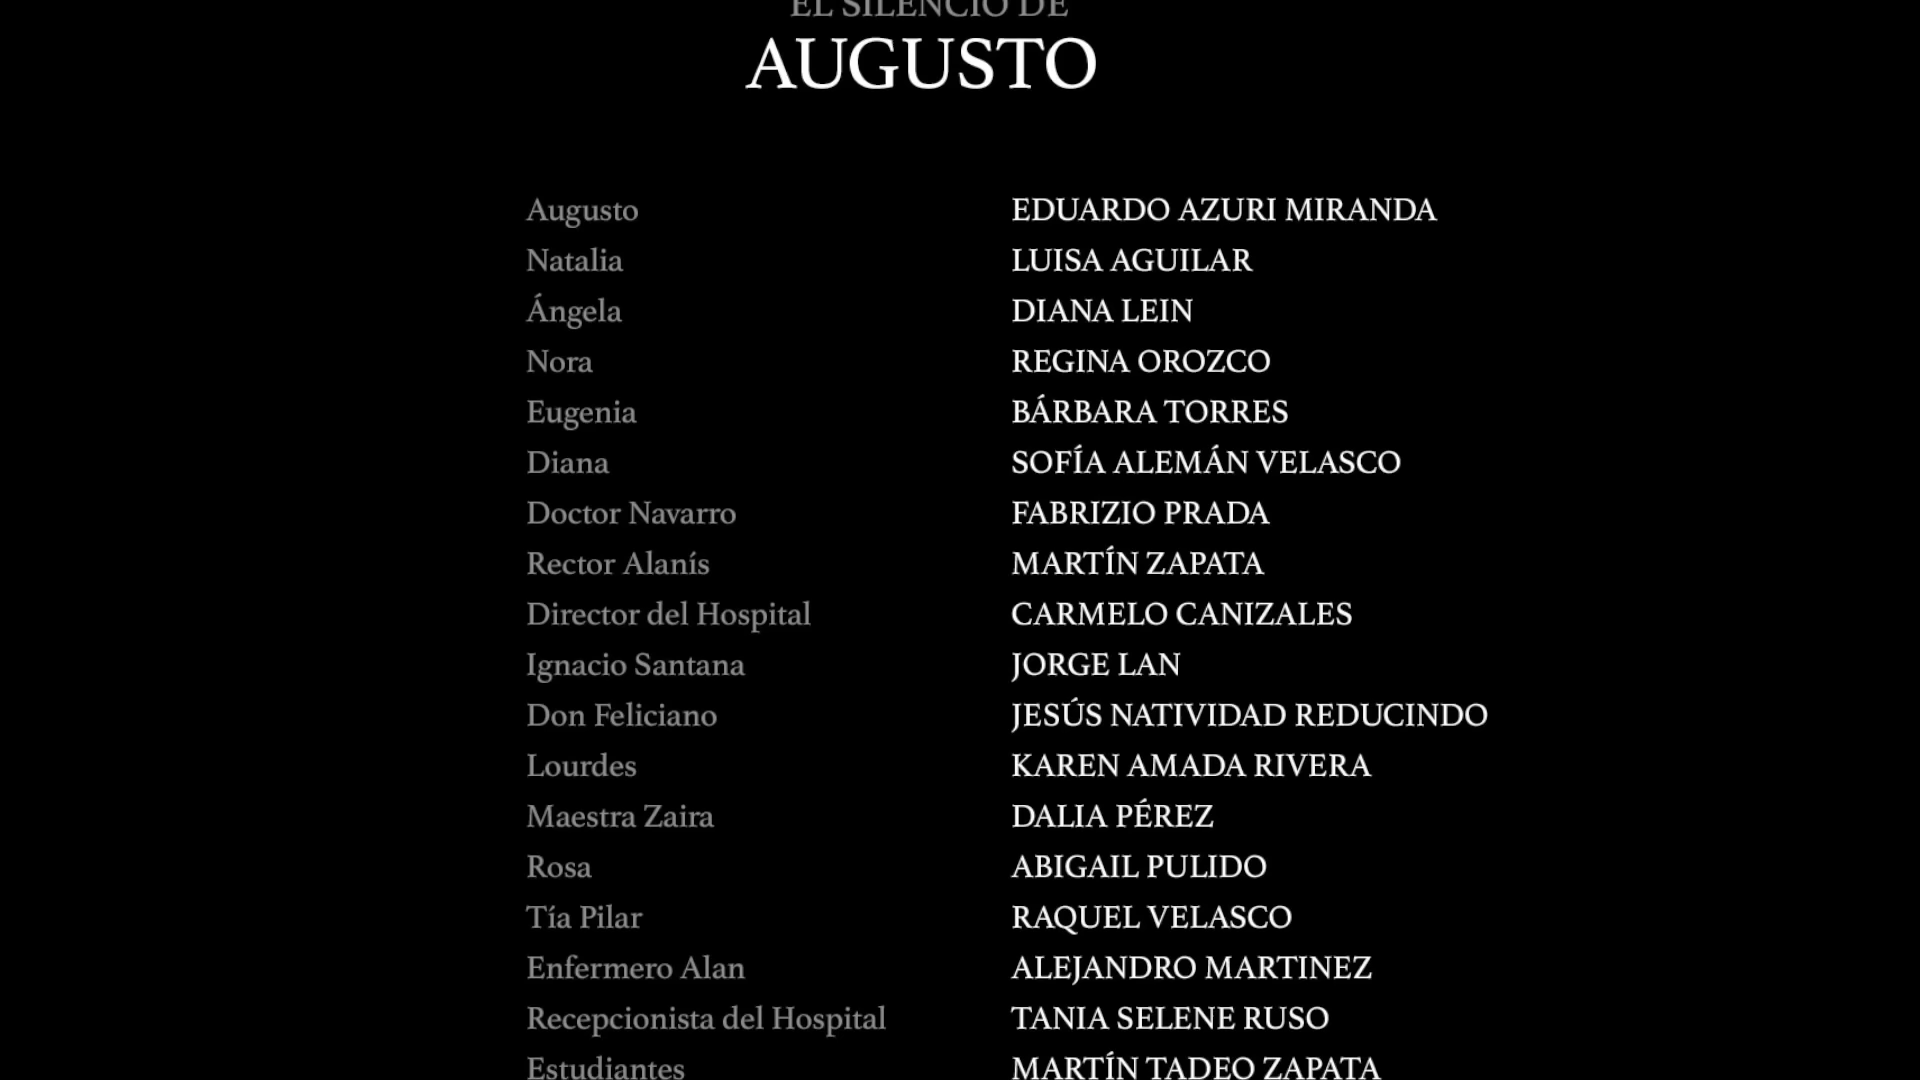 EL SILENCIO DE
AUGUSTO
Augusto EDUARDO AZURI MIRANDA
Natalia LUISA AGUILAR
Ángela DIANA LEIN
Nora REGINA OROZCO
Eugenia BÁRBARA TORRES
Diana SOFÍA ALEMÁN VELASCO
Doctor Navarro FABRIZIO PRADA
Rector Alanís MARTÍN ZAPATA
Director del Hospital CARMELO CANIZALES
Ignacio Santana JORGE LAN
Don Feliciano JESÚS NATIVIDAD REDUCINDO
Lourdes KAREN AMADA RIVERA
Maestra Zaira DALIA PÉREZ
Rosa ABIGAIL PULIDO
Tía Pilar RAQUEL VELASCO
Enfermero Alan ALEJANDRO MARTINEZ
Recepcionista del Hospital TANIA SELENE RUSO
Estudiantes MARTÍN TADEO ZAPATA